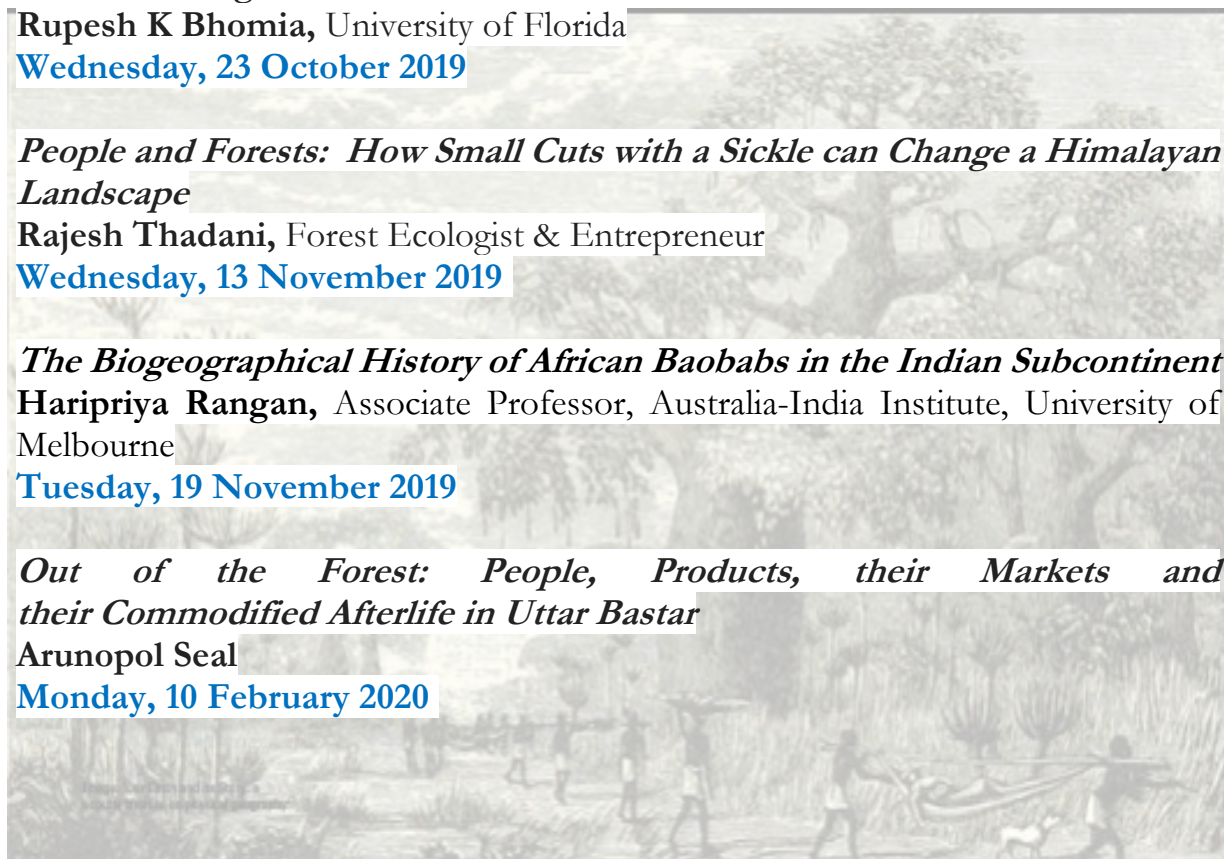 Rupesh K Bhomia, University of Florida
Wednesday, 23 October 2019
People and Forests: How Small Cuts with a Sickle can Change a Himalayan
Landscape
Rajesh Thadani, Forest Ecologist & Entrepreneur
Wednesday, 13 November 2019
The Biogeographical History of African Baobabs in the Indian Subcontinent
Haripriya Rangan, Associate Professor, Australia-India Institute, University of
Melbourne
Tuesday, 19 November 2019
Out of the Forest: People, Products, their Markets and
their Commodified Afterlife in Uttar Bastar
Arunopol Seal
Monday, 10 February 2020